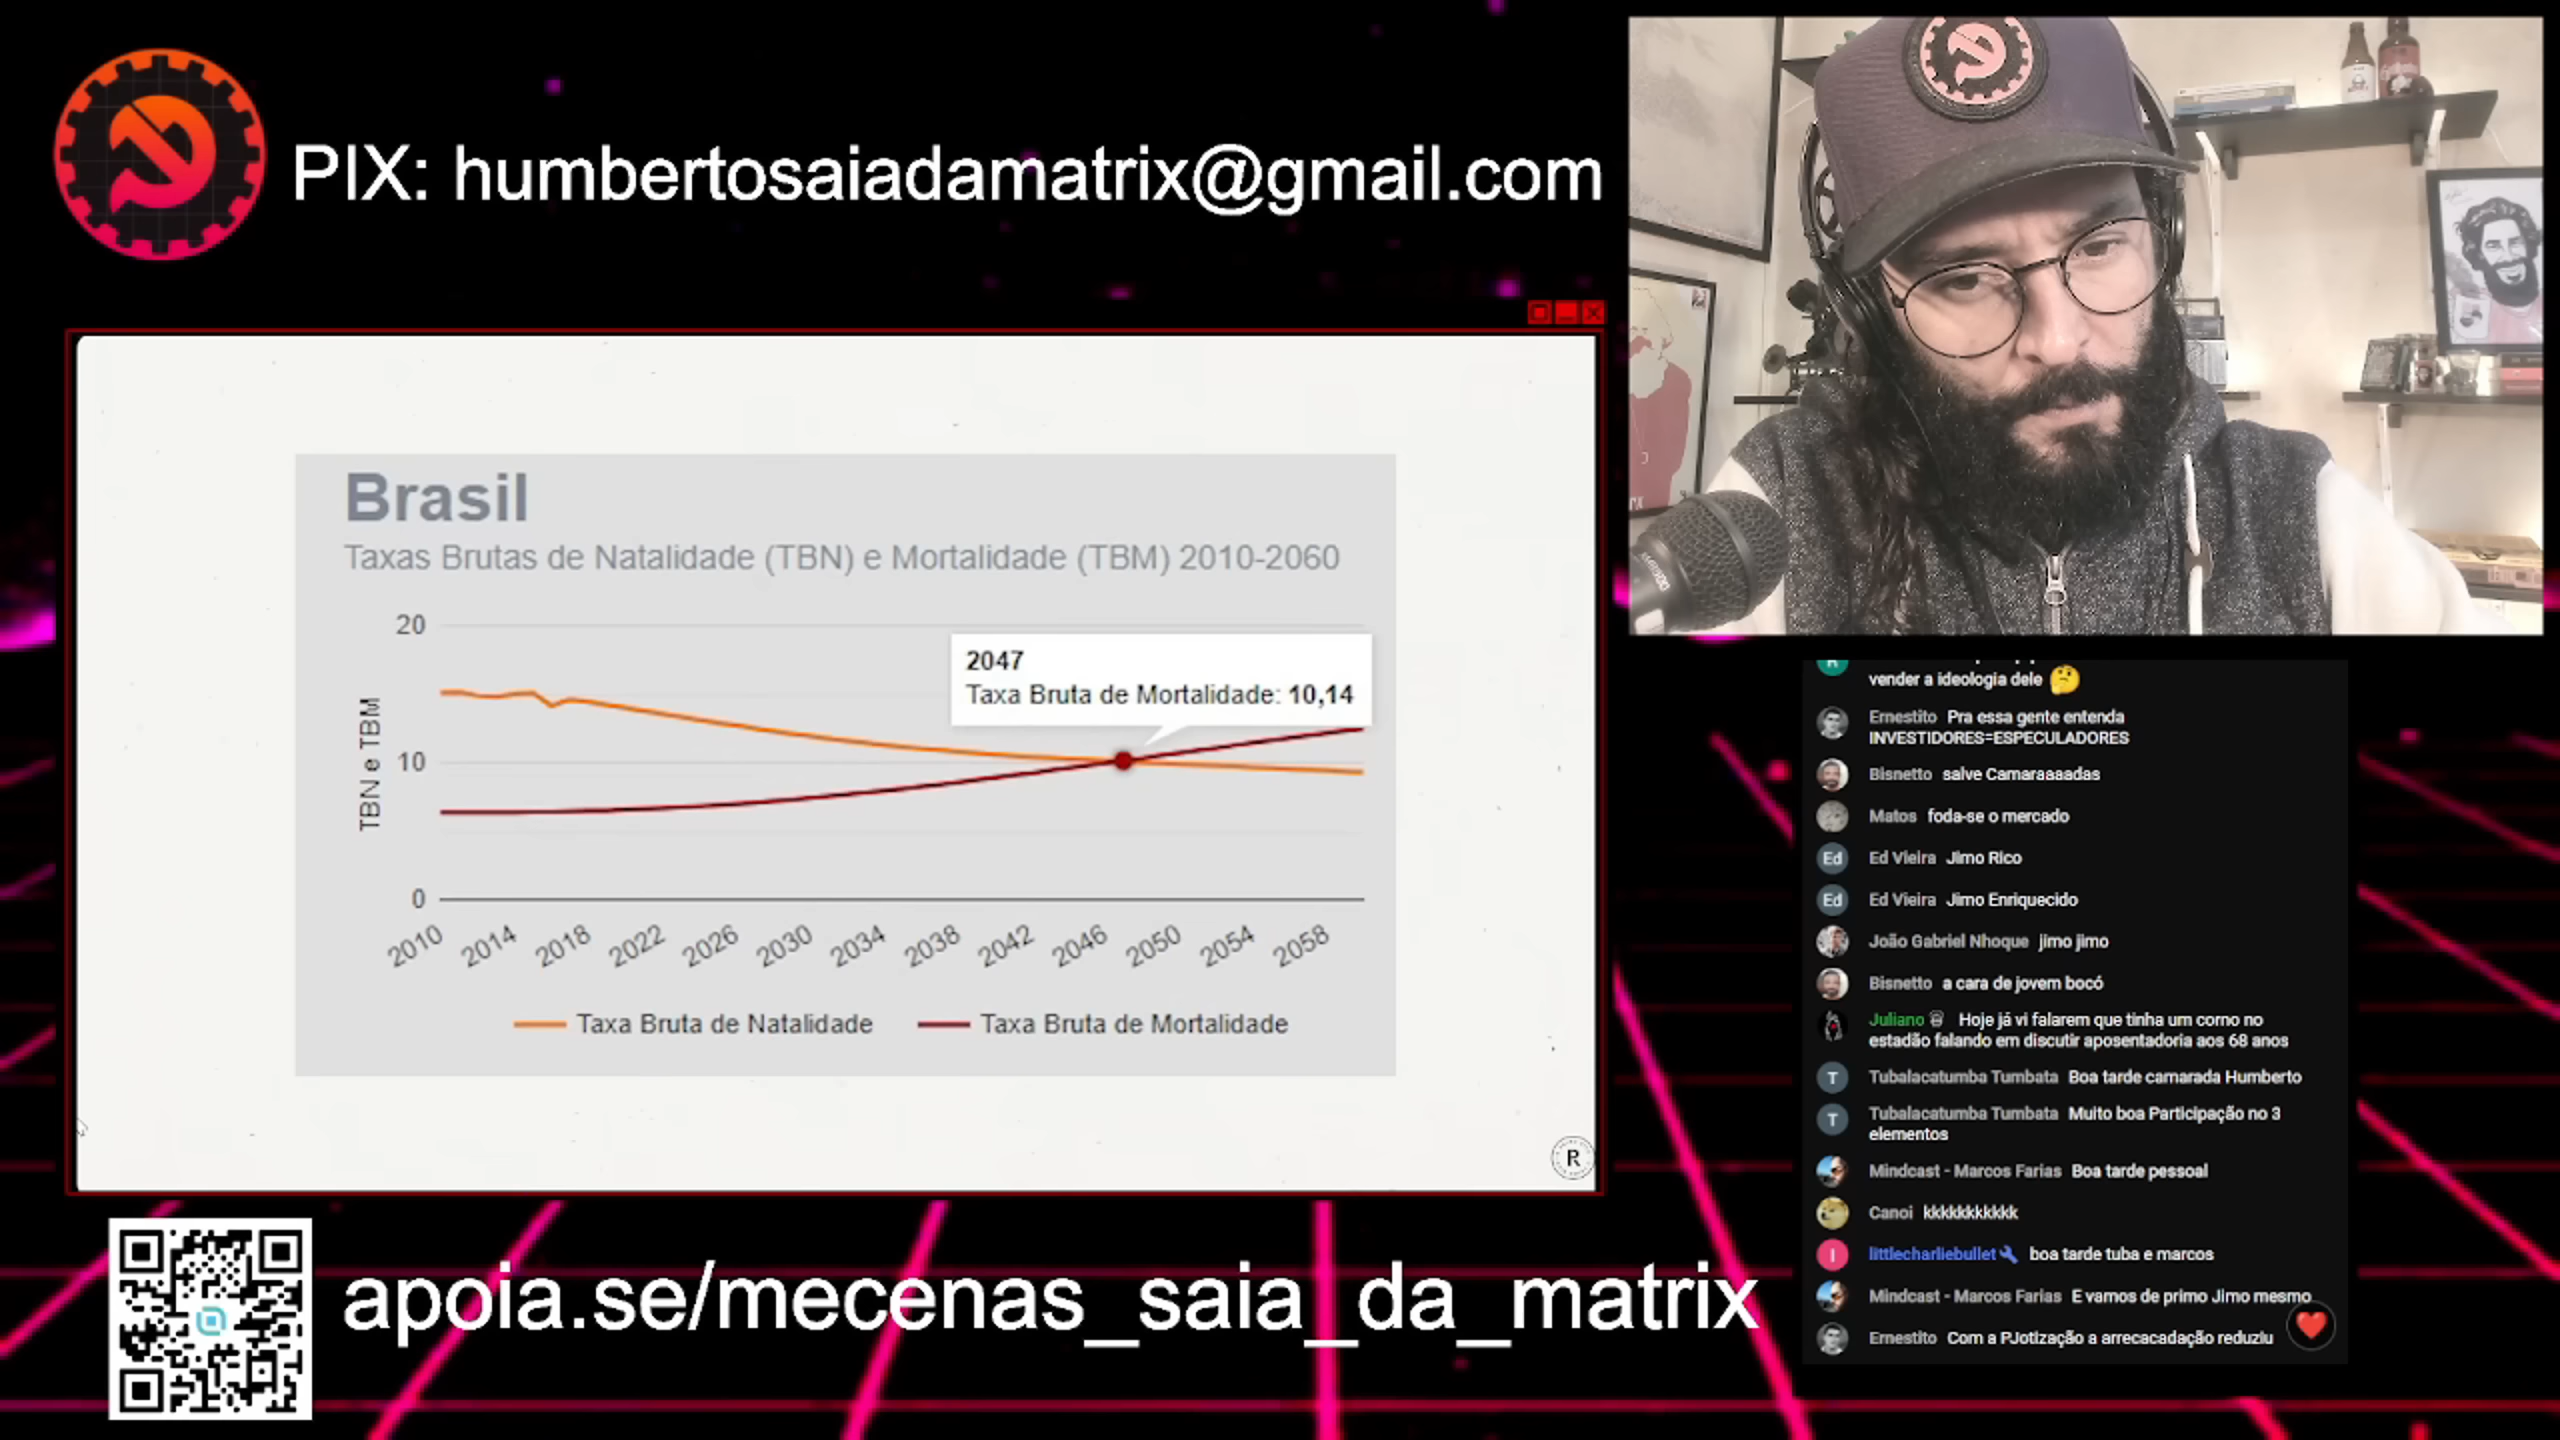 PIX: humbertosaiadamatrix@gmail.com
Brasil
Taxas Brutas de Natalidade (TBN) e Mortalidade (TBM) 2010-2060
20
10
0
TBN e TBM
2047
Taxa Bruta de Mortalidade: 10,14
2010 2014 2018 2022 2026 2030 2034 2038 2042 2046 2050 2054 2058
Taxa Bruta de Natalidade Taxa Bruta de Mortalidade
R
apoia.se/mecenas_saia_da_matrix
vender a ideologia dele
Ernestito Pra essa gente entenda
INVESTIDORES=ESPECULADORES
Bisnetto salve Camaraaaadas
Matos foda-se o mercado
Ed Ed Vieira Jimo Rico
Ed Ed Vieira Jimo Enriquecido
João Gabriel Nhoque jimo jimo
Bisnetto a cara de jovem bocó
Juliano Hoje já vi falarem que tinha um corno no
estadão falando em discutir aposentadoria aos 68 anos
T Tubalacatumba Tumbata Boa tarde camarada Humberto
T Tubalacatumba Tumbata Muito boa Participação no 3
elementos
Mindcast - Marcos Farias Boa tarde pessoal
Canoi kkkkkkkkkkk
l littlecharliebullet boa tarde tuba e marcos
Mindcast - Marcos Farias E vamos de primo Jimo mesmo
Ernestito Com a PJotização a arrecacadação reduziu